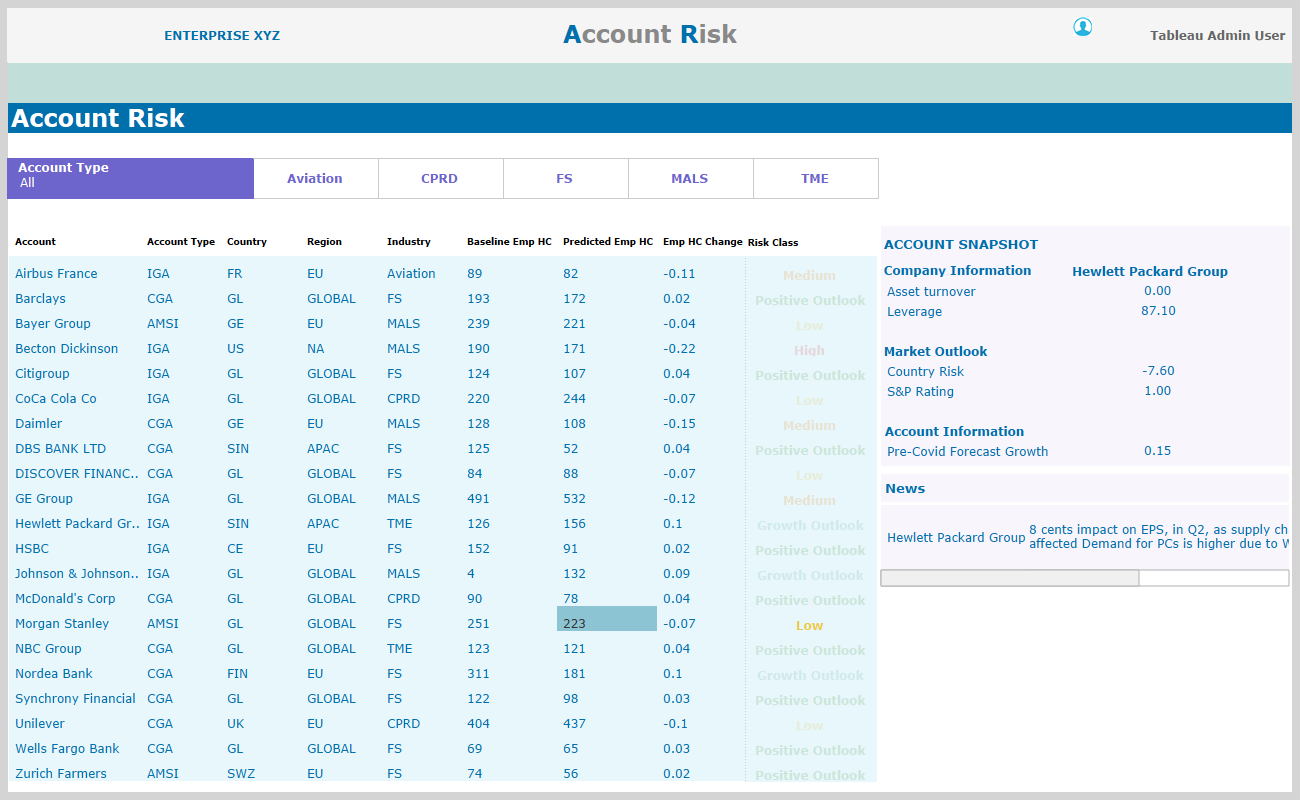 ENTERPRISE XYZ Account Risk Tableau Admin User
Account Risk
Account Type
All
Aviation CPRD FS MALS TME
Account Account Type Country Region Industry Baseline Emp HC Predicted Emp HC Emp HC Change Risk Class
Airbus France IGA FR EU Aviation 89 82 -0.11 Medium
Barclays CGA GL GLOBAL FS 193 172 0.02 Positive Outlook
Bayer Group AMSI GE EU MALS 239 221 -0.04 Low
Becton Dickinson IGA US NA MALS 190 171 -0.22 High
Citigroup IGA GL GLOBAL FS 124 107 0.04 Positive Outlook
CoCa Cola Co IGA GL GLOBAL CPRD 220 244 -0.07 Low
Daimler CGA GE EU MALS 128 108 -0.15 Medium
DBS BANK LTD CGA SIN APAC FS 125 52 0.04 Positive Outlook
DISCOVER FINANC.. CGA GL GLOBAL FS 84 88 -0.07 Low
GE Group IGA GL GLOBAL MALS 491 532 -0.12 Medium
Hewlett Packard Gr.. IGA SIN APAC TME 126 156 0.1 Growth Outlook
HSBC IGA CE EU FS 152 91 0.02 Positive Outlook
Johnson & Johnson.. IGA GL GLOBAL MALS 4 132 0.09 Growth Outlook
McDonald's Corp CGA GL GLOBAL CPRD 90 78 0.04 Positive Outlook
Morgan Stanley AMSI GL GLOBAL FS 251 223 -0.07 Low
NBC Group CGA GL GLOBAL TME 123 121 0.04 Positive Outlook
Nordea Bank CGA FIN EU FS 311 181 0.1 Growth Outlook
Synchrony Financial CGA GL GLOBAL FS 122 98 0.03 Positive Outlook
Unilever CGA UK EU CPRD 404 437 -0.1 Low
Wells Fargo Bank CGA GL GLOBAL FS 69 65 0.03 Positive Outlook
Zurich Farmers AMSI SWZ EU FS 74 56 0.02 Positive Outlook
ACCOUNT SNAPSHOT
Company Information Hewlett Packard Group
Asset turnover 0.00
Leverage 87.10
Market Outlook
Country Risk -7.60
S&P Rating 1.00
Account Information
Pre-Covid Forecast Growth 0.15
News
Hewlett Packard Group 8 cents impact on EPS, in Q2, as supply ch
affected Demand for PCs is higher due to W